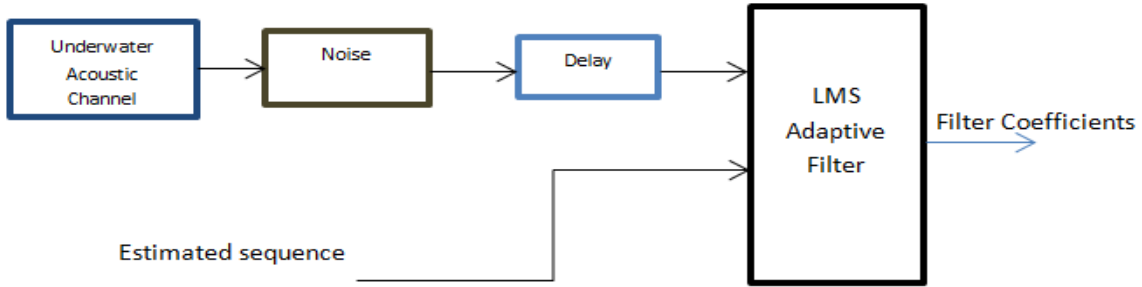 Underwater
Acoustic
Channel
Noise
Delay
LMS
Adaptive
Filter
Filter Coefficients
Estimated sequence